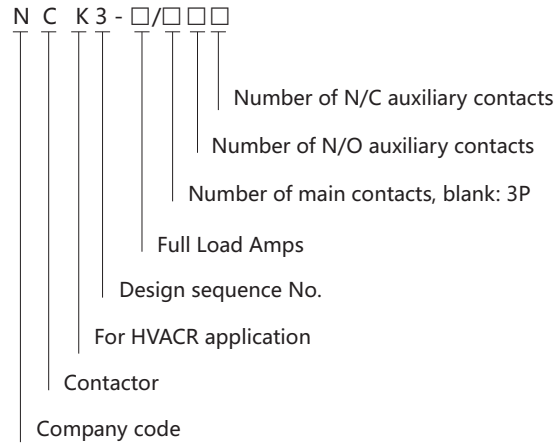 N C K 3 - □/□ □ □
Number of N/C auxiliary contacts
Number of N/O auxiliary contacts
Number of main contacts, blank: 3P
Full Load Amps
Design sequence No.
For HVACR application
Contactor
Company code